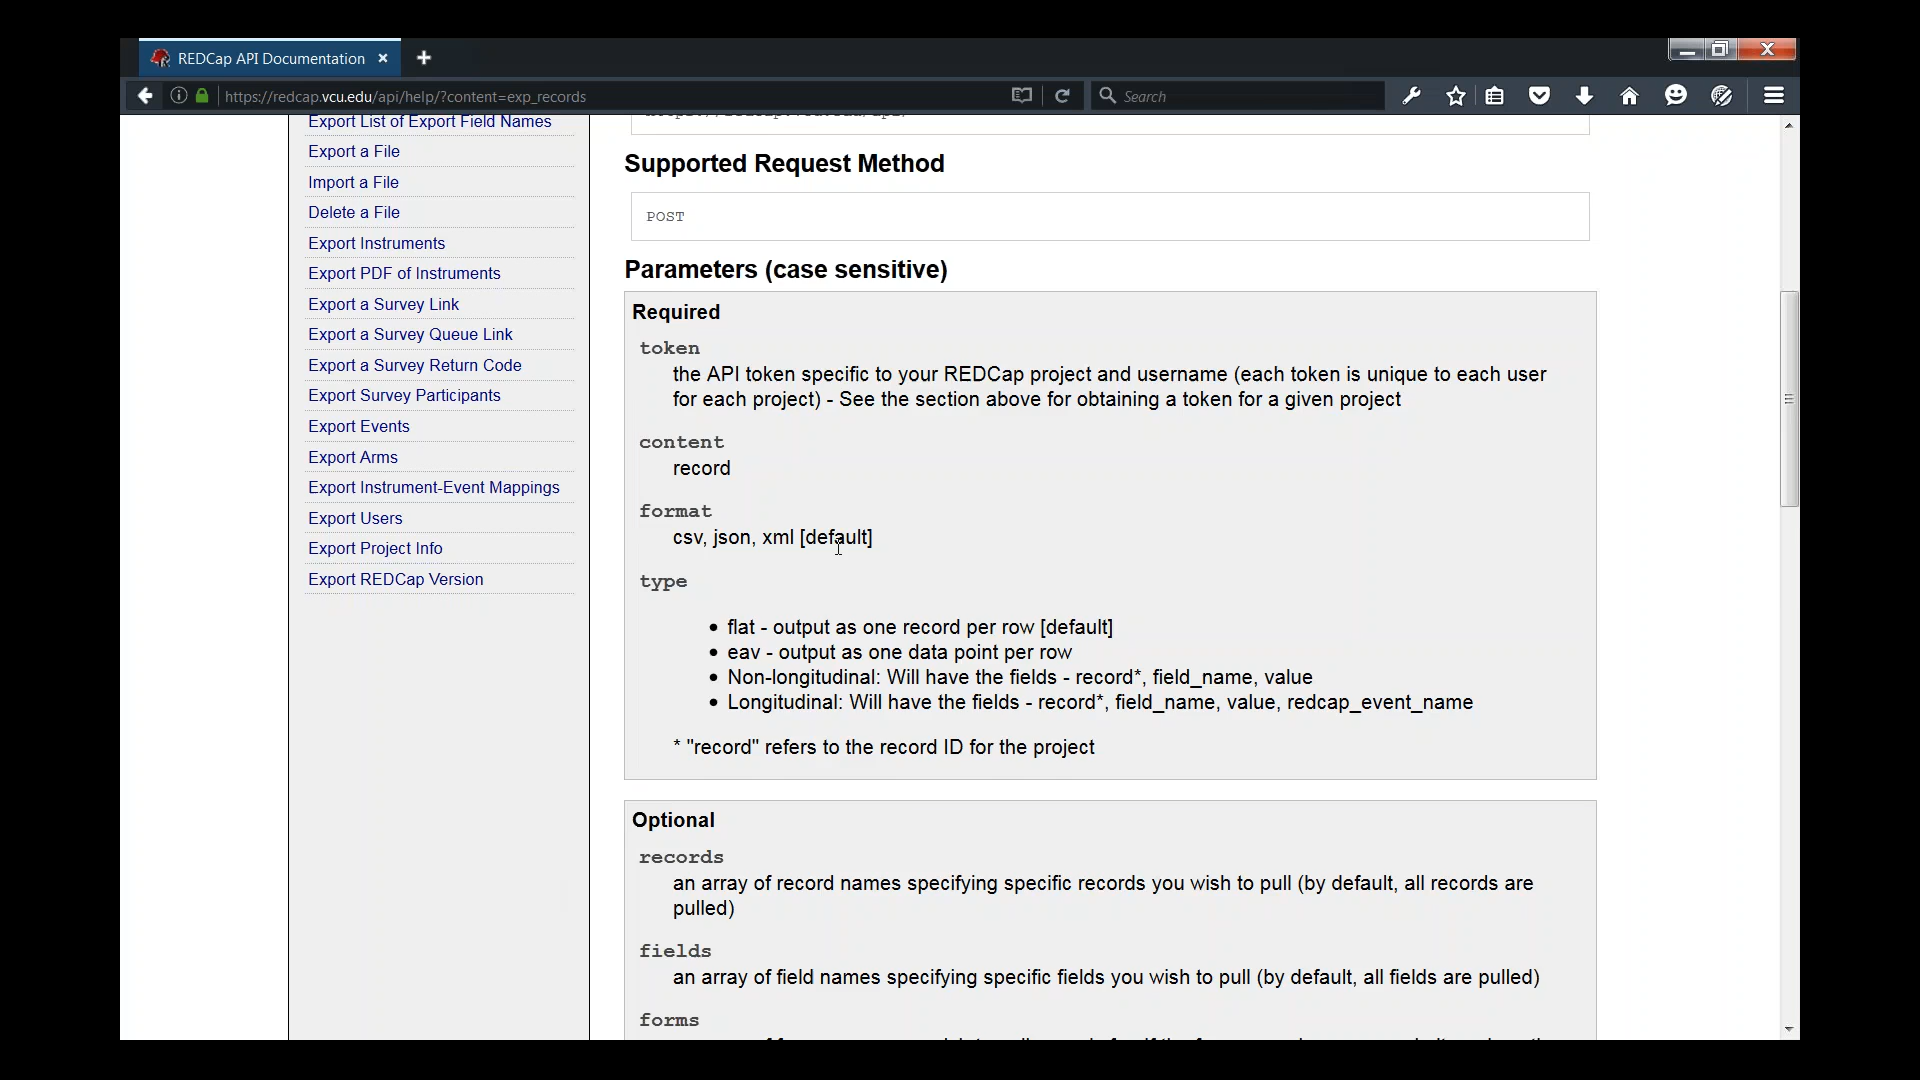 REDCap API Documentation
https://redcap.vcu.edu/api/help/?content=exp_records
Search
Export List of Export Field Names
Export a File
Import a File
Delete a File
Export Instruments
Export PDF of Instruments
Export a Survey Link
Export a Survey Queue Link
Export a Survey Return Code
Export Survey Participants
Export Events
Export Arms
Export Instrument-Event Mappings
Export Users
Export Project Info
Export REDCap Version
Supported Request Method
POST
Parameters (case sensitive)
Required
token
the API token specific to your REDCap project and username (each token is unique to each user
for each project) - See the section above for obtaining a token for a given project
content
record
format
csv, json, xml [default]
type
• flat - output as one record per row [default]
• eav - output as one data point per row
• Non-longitudinal: Will have the fields - record*, field_name, value
• Longitudinal: Will have the fields - record*, field_name, value, redcap_event_name
* "record" refers to the record ID for the project
Optional
records
an array of record names specifying specific records you wish to pull (by default, all records are
pulled)
fields
an array of field names specifying specific fields you wish to pull (by default, all fields are pulled)
forms